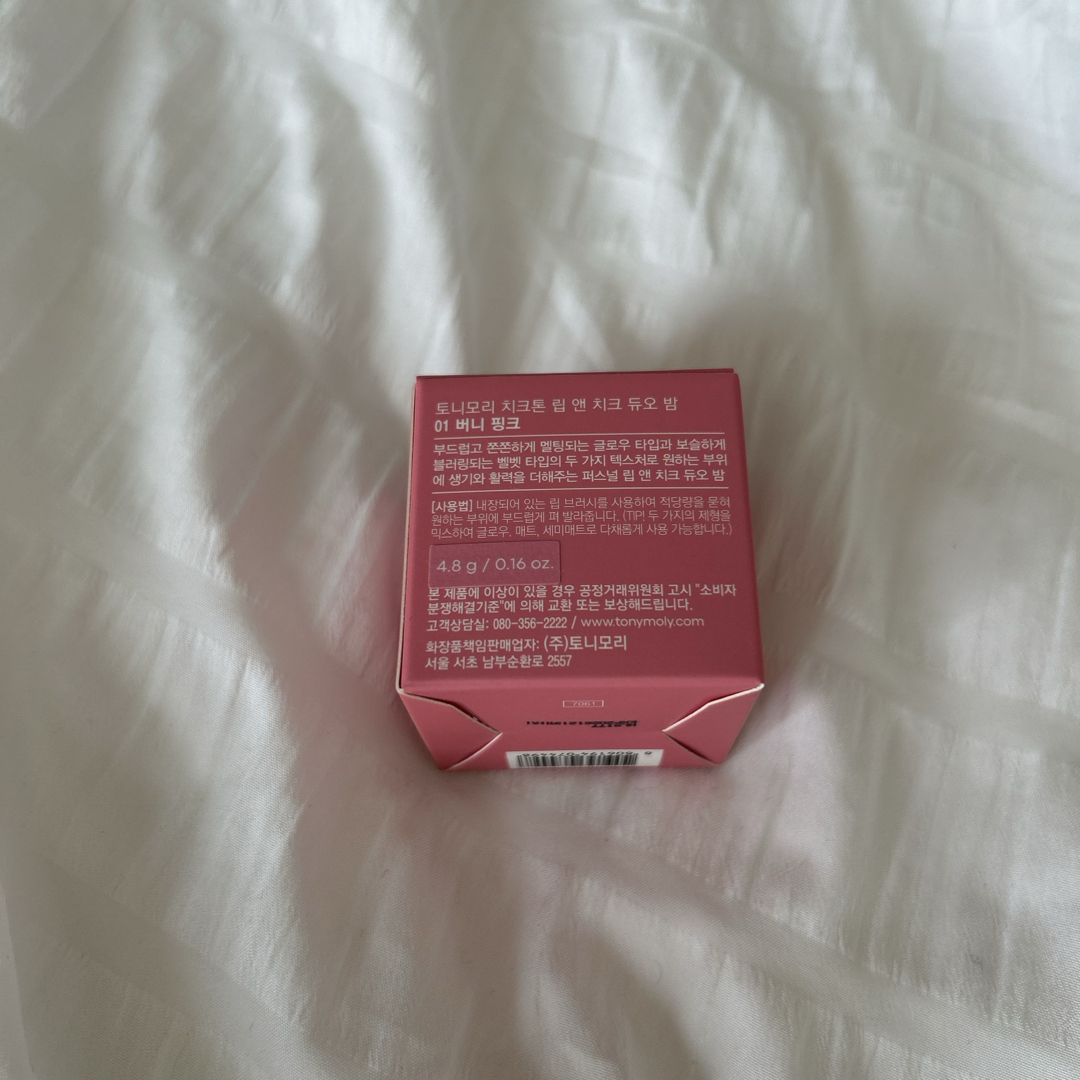 토니모리 치크톤 립 앤 치크 듀오 밤
01 버니 핑크
부드럽고 쫀쫀하게 멜팅되는 글로우 타입과 보슬하게
블러링되는 벨벳 타입의 두 가지 텍스처로 원하는 부위
에 생기와 활력을 더해주는 퍼스널 립 앤 치크 듀오 밤
[사용법] 내장되어 있는 립 브러시를 사용하여 적당량을 묻혀
원하는 부위에 부드럽게 펴 발라줍니다. (TIP! 두 가지의 제형을
믹스하여 글로우, 매트, 세미매트로 다채롭게 사용 가능합니다.)
4.8 g / 0.16 oz.
본 제품에 이상이 있을 경우 공정거래위원회 고시 "소비자
분쟁해결기준"에 의해 교환 또는 보상해드립니다.
고객상담실: 080-356-2222 / www.tonymoly.com
화장품책임판매업자: (주)토니모리
서울 서초 남부순환로 2557
7061